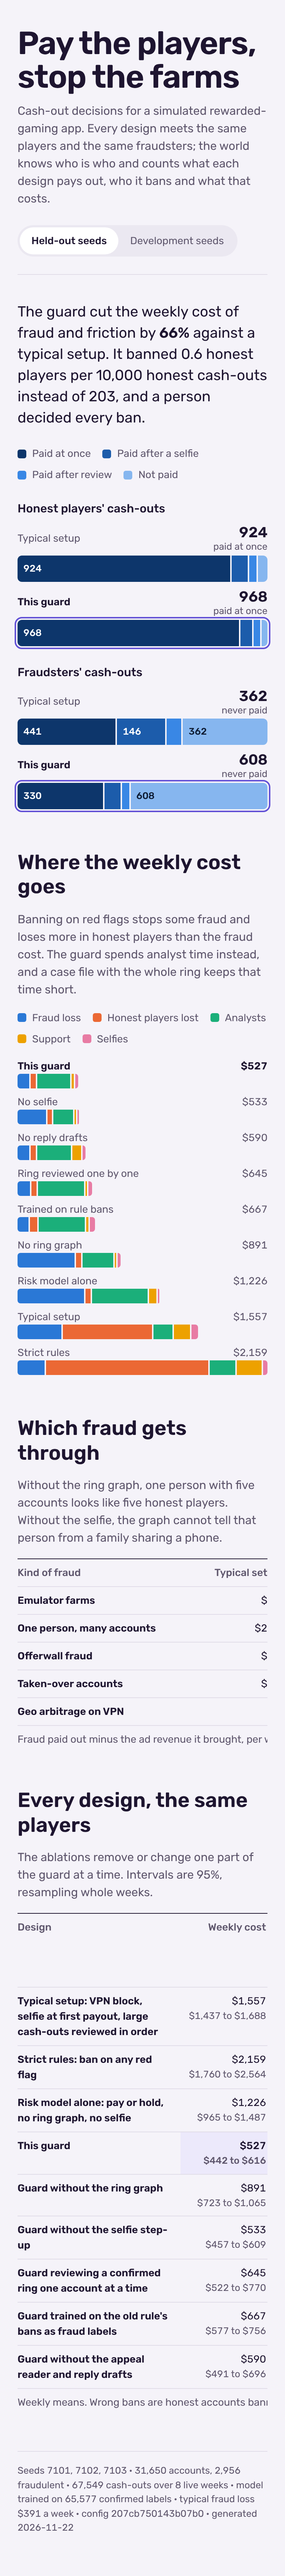 Pay the players,
stop the farms
Cash-out decisions for a simulated rewarded-
gaming app. Every design meets the same
players and the same fraudsters; the world
knows who is who and counts what each
design pays out, who it bans and what that
costs.
Held-out seeds
Development seeds
The guard cut the weekly cost of
fraud and friction by 66% against a
typical setup. It banned 0.6 honest
players per 10,000 honest cash-outs
instead of 203, and a person
decided every ban.
Paid at once
Paid after a selfie
Paid after review
Not paid
Honest players' cash-outs
Typical setup
924
paid at once
924
This guard
968
paid at once
968
Fraudsters' cash-outs
Typical setup
362
never paid
441
146
362
This guard
608
never paid
330
608
Where the weekly cost
goes
Banning on red flags stops some fraud and
loses more in honest players than the fraud
cost. The guard spends analyst time instead,
and a case file with the whole ring keeps that
time short.
Fraud loss
Honest players lost
Analysts
Support
Selfies
This guard $527
No selfie $533
No reply drafts $590
Ring reviewed one by one $645
Trained on rule bans $667
No ring graph $891
Risk model alone $1,226
Typical setup $1,557
Strict rules $2,159
Which fraud gets
through
Without the ring graph, one person with five
accounts looks like five honest players.
Without the selfie, the graph cannot tell that
person from a family sharing a phone.
Kind of fraud Typical set
Emulator farms $
One person, many accounts $2
Offerwall fraud $
Taken-over accounts $
Geo arbitrage on VPN
Fraud paid out minus the ad revenue it brought, per
Every design, the same
players
The ablations remove or change one part of
the guard at a time. Intervals are 95%,
resampling whole weeks.
Design Weekly cost
Typical setup: VPN block, $1,557
selfie at first payout, large $1,437 to $1,688
cash-outs reviewed in order
Strict rules: ban on any red $2,159
flag $1,760 to $2,564
Risk model alone: pay or hold, $1,226
no ring graph, no selfie $965 to $1,487
This guard $527
$442 to $616
Guard without the ring graph $891
$723 to $1,065
Guard without the selfie step- $533
up $457 to $609
Guard reviewing a confirmed $645
ring one account at a time $522 to $770
Guard trained on the old rule's $667
bans as fraud labels $577 to $756
Guard without the appeal $590
reader and reply drafts $491 to $696
Weekly means. Wrong bans are honest accounts
Seeds 7101, 7102, 7103 · 31,650 accounts, 2,956
fraudulent · 67,549 cash-outs over 8 live weeks · model
trained on 65,577 confirmed labels · typical fraud loss
$391 a week · config 207cb750143b07b0 · generated
2026-11-22